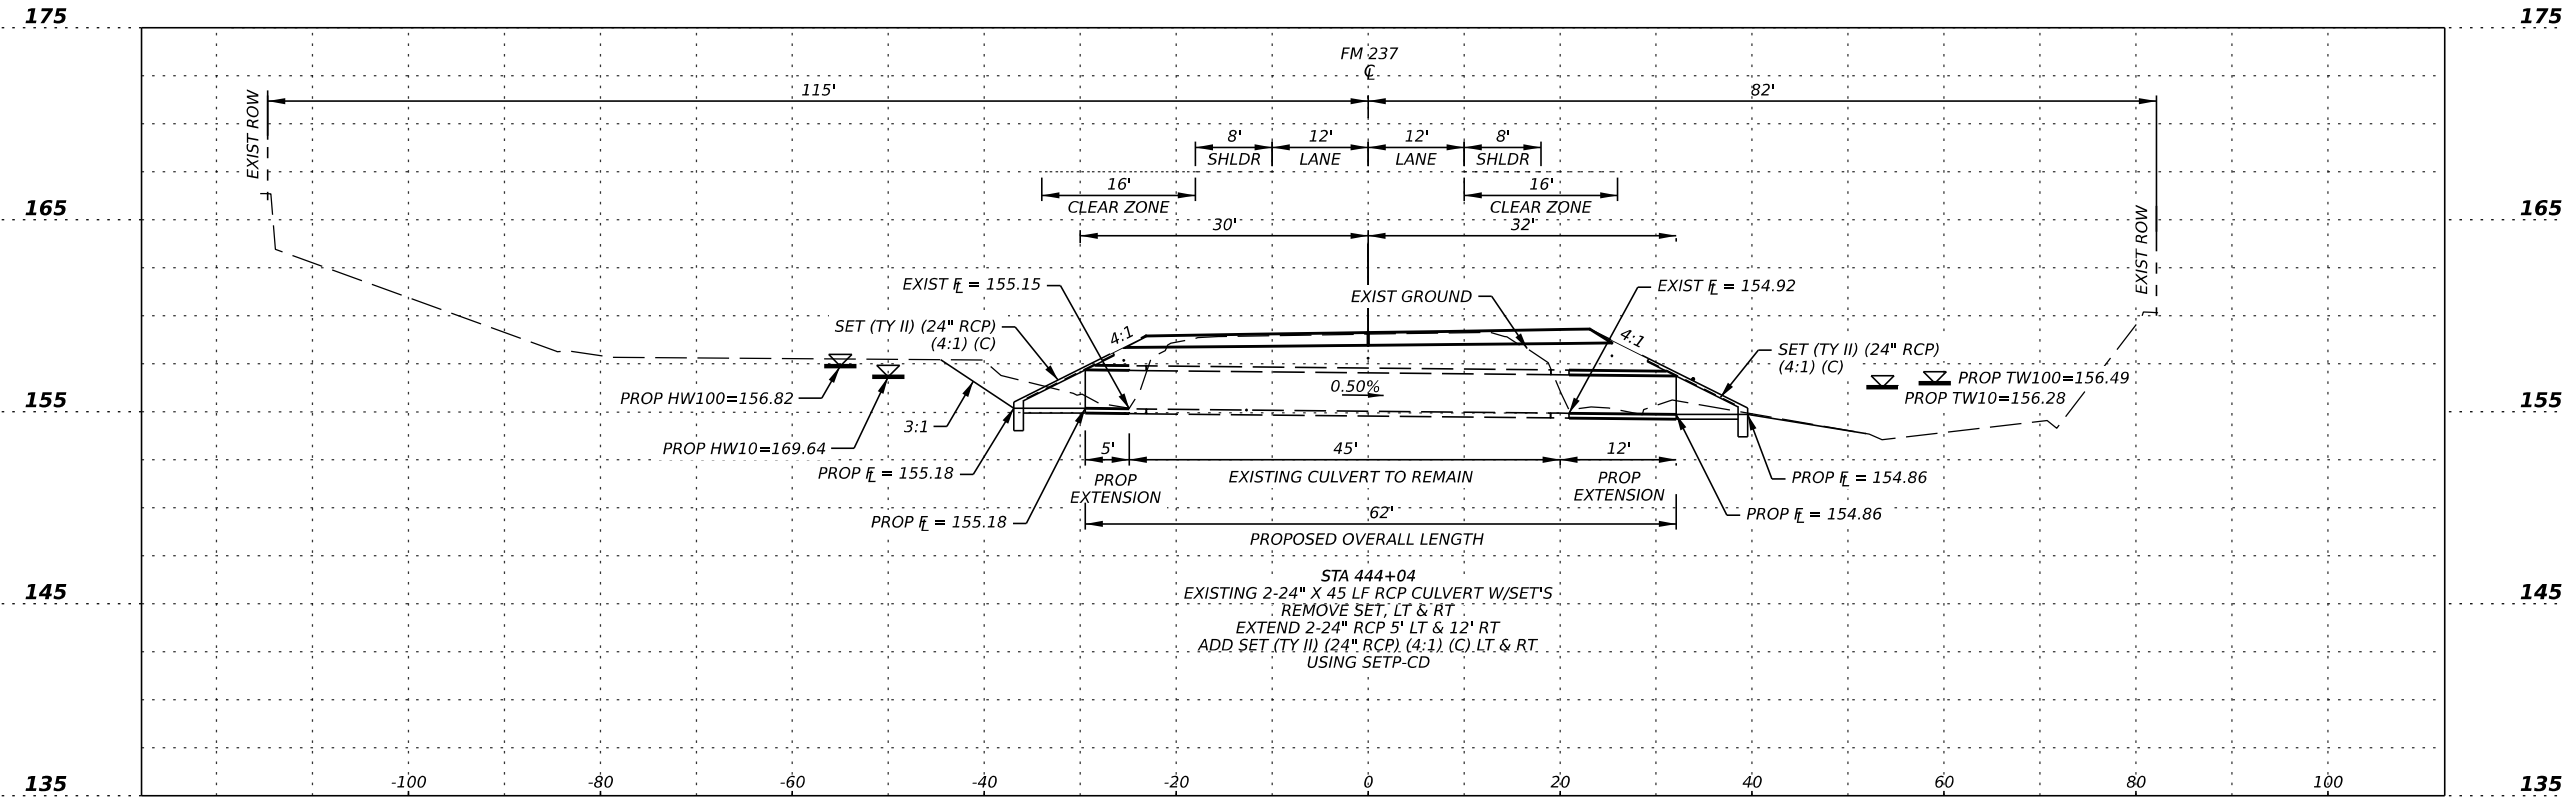 175
175
FM 237
℄
115'
82'
EXIST ROW
8'
12'
12'
8'
SHLDR
LANE
LANE
SHLDR
16'
16'
CLEAR ZONE
CLEAR ZONE
165
165
30'
32'
EXIST ROW
EXIST FL = 155.15
EXIST GROUND
EXIST FL = 154.92
SET (TY II) (24" RCP)
(4:1) (C)
4:1
4:1
SET (TY II) (24" RCP)
(4:1) (C)
PROP TW100=156.49
PROP TW10=156.28
0.50%
PROP HW100=156.82
155
155
3:1
PROP HW10=169.64
PROP FL = 155.18
5'
45'
12'
PROP
EXTENSION
EXISTING CULVERT TO REMAIN
PROP
EXTENSION
PROP FL = 154.86
PROP FL = 155.18
62'
PROP FL = 154.86
PROPOSED OVERALL LENGTH
STA 444+04
EXISTING 2-24" X 45 LF RCP CULVERT W/SET'S
REMOVE SET, LT & RT
EXTEND 2-24" RCP 5' LT & 12' RT
ADD SET (TY II) (24" RCP) (4:1) (C) LT & RT
USING SETP-CD
145
145
135
-100
-80
-60
-40
-20
0
20
40
60
80
100
135